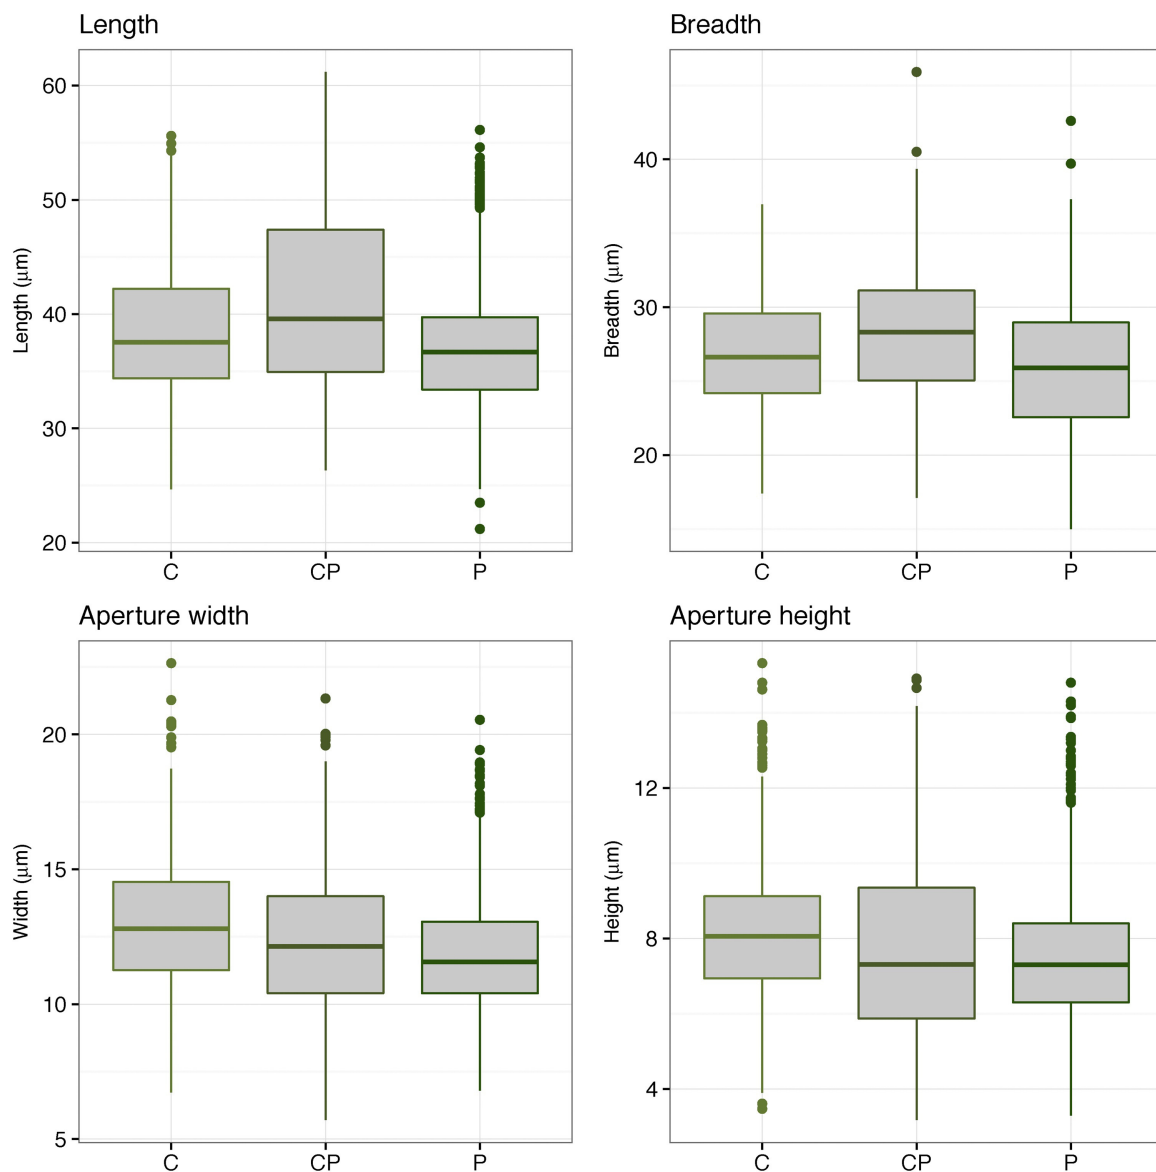 Length
Length (μm)
60
50
40
30
20
C CP P
Breadth
Breadth (μm)
40
30
20
C CP P
Aperture width
Width (μm)
20
15
10
5
C CP P
Aperture height
Height (μm)
12
8
4
C CP P